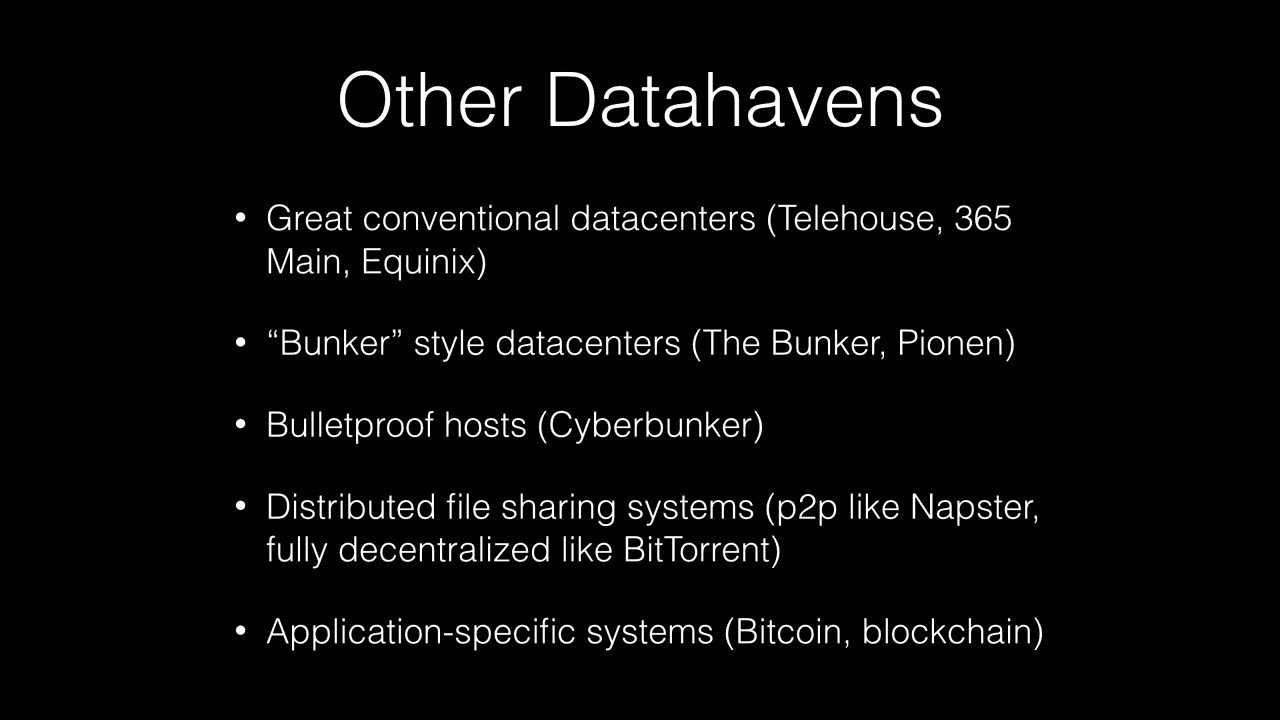 Other Datahavens
• Great conventional datacenters (Telehouse, 365
Main, Equinix)
• “Bunker” style datacenters (The Bunker, Pionen)
• Bulletproof hosts (Cyberbunker)
• Distributed file sharing systems (p2p like Napster,
fully decentralized like BitTorrent)
• Application-specific systems (Bitcoin, blockchain)